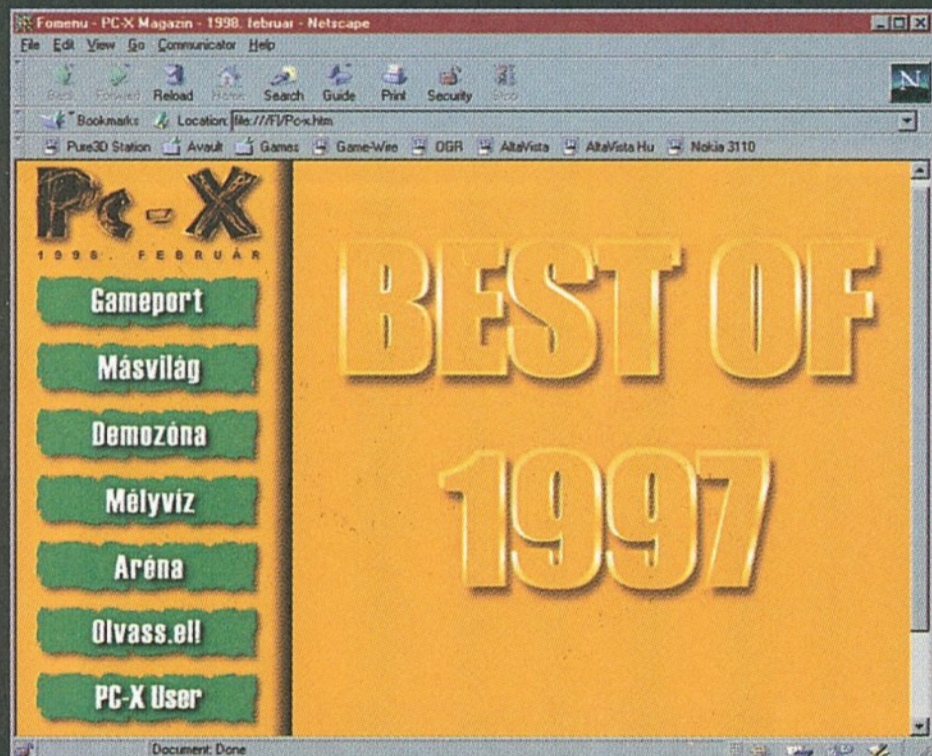 Fomenu - PC-X Magazin - 1998. februar - Netscape
File Edit View Go Communicator Help
Back Forward Reload Home Search Guide Print Security Stop
N
Bookmarks Location: file:///F|/Pc-x.htm
Pure3D Station Avault Games Game-Wire OGR AltaVista AltaVista Hu Nokia 3110
Pc-X
1998. FEBRUÁR
Gameport
Másvilág
Demozóna
Mélyvíz
Aréna
Olvass.el!
PC-X User
BEST OF
1997
Document: Done